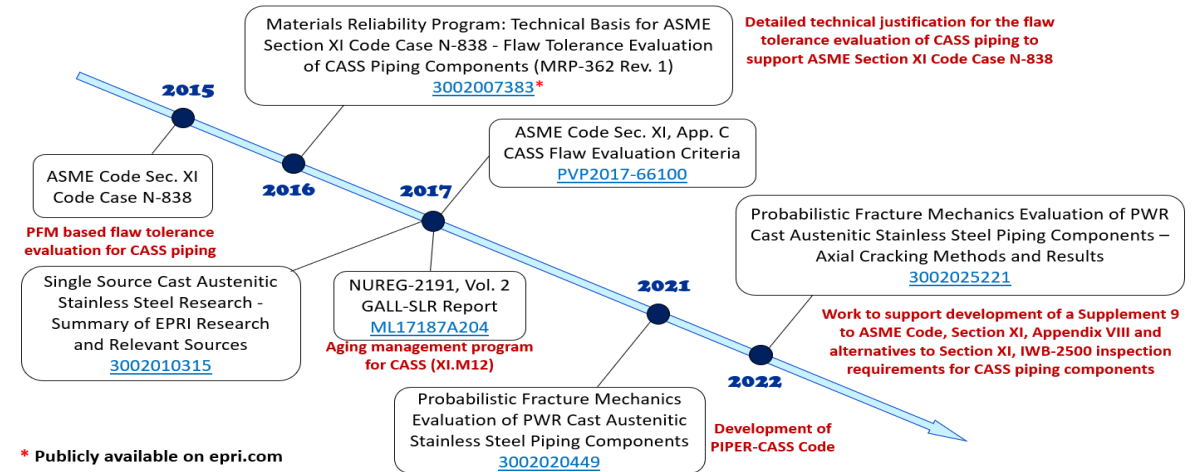 Materials Reliability Program: Technical Basis for ASME
Section XI Code Case N-838 - Flaw Tolerance Evaluation
of CASS Piping Components (MRP-362 Rev. 1)
3002007383*
Detailed technical justification for the flaw
tolerance evaluation of CASS piping to
support ASME Section XI Code Case N-838
2015
ASME Code Sec. XI
Code Case N-838
PFM based flaw tolerance
evaluation for CASS piping
2016
2017
ASME Code Sec. XI, App. C
CASS Flaw Evaluation Criteria
PVP2017-66100
Single Source Cast Austenitic
Stainless Steel Research -
Summary of EPRI Research
and Relevant Sources
3002010315
NUREG-2191, Vol. 2
GALL-SLR Report
ML17187A204
Aging management program
for CASS (XI.M12)
2021
Probabilistic Fracture Mechanics
Evaluation of PWR Cast Austenitic
Stainless Steel Piping Components
3002020449
Development of
PIPER-CASS Code
Probabilistic Fracture Mechanics Evaluation of PWR
Cast Austenitic Stainless Steel Piping Components –
Axial Cracking Methods and Results
3002025221
2022
Work to support development of a Supplement 9
to ASME Code, Section XI, Appendix VIII and
alternatives to Section XI, IWB-2500 inspection
requirements for CASS piping components
* Publicly available on epri.com